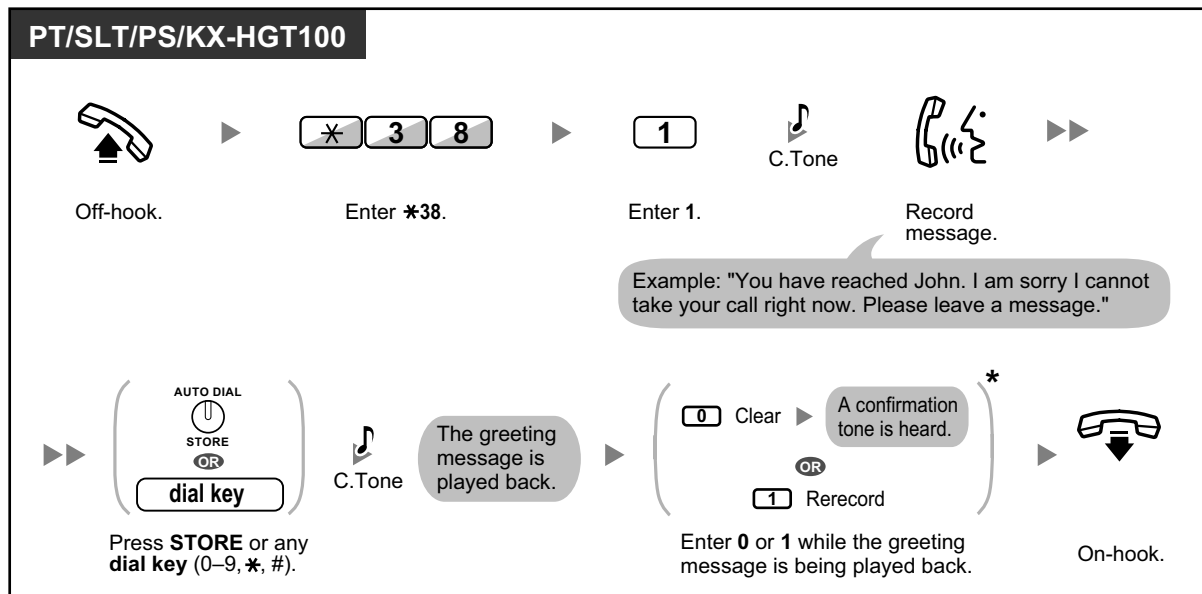 PT/SLT/PS/KX-HGT100
* 3 8
1
C.Tone
Off-hook.
Enter *38.
Enter 1.
Record
message.
Example: "You have reached John. I am sorry I cannot
take your call right now. Please leave a message."
AUTO DIAL
STORE
OR
dial key
C.Tone
The greeting
message is
played back.
0 Clear
A confirmation
tone is heard.
*
OR
1 Rerecord
Press STORE or any
dial key (0–9, *, #).
Enter 0 or 1 while the greeting
message is being played back.
On-hook.